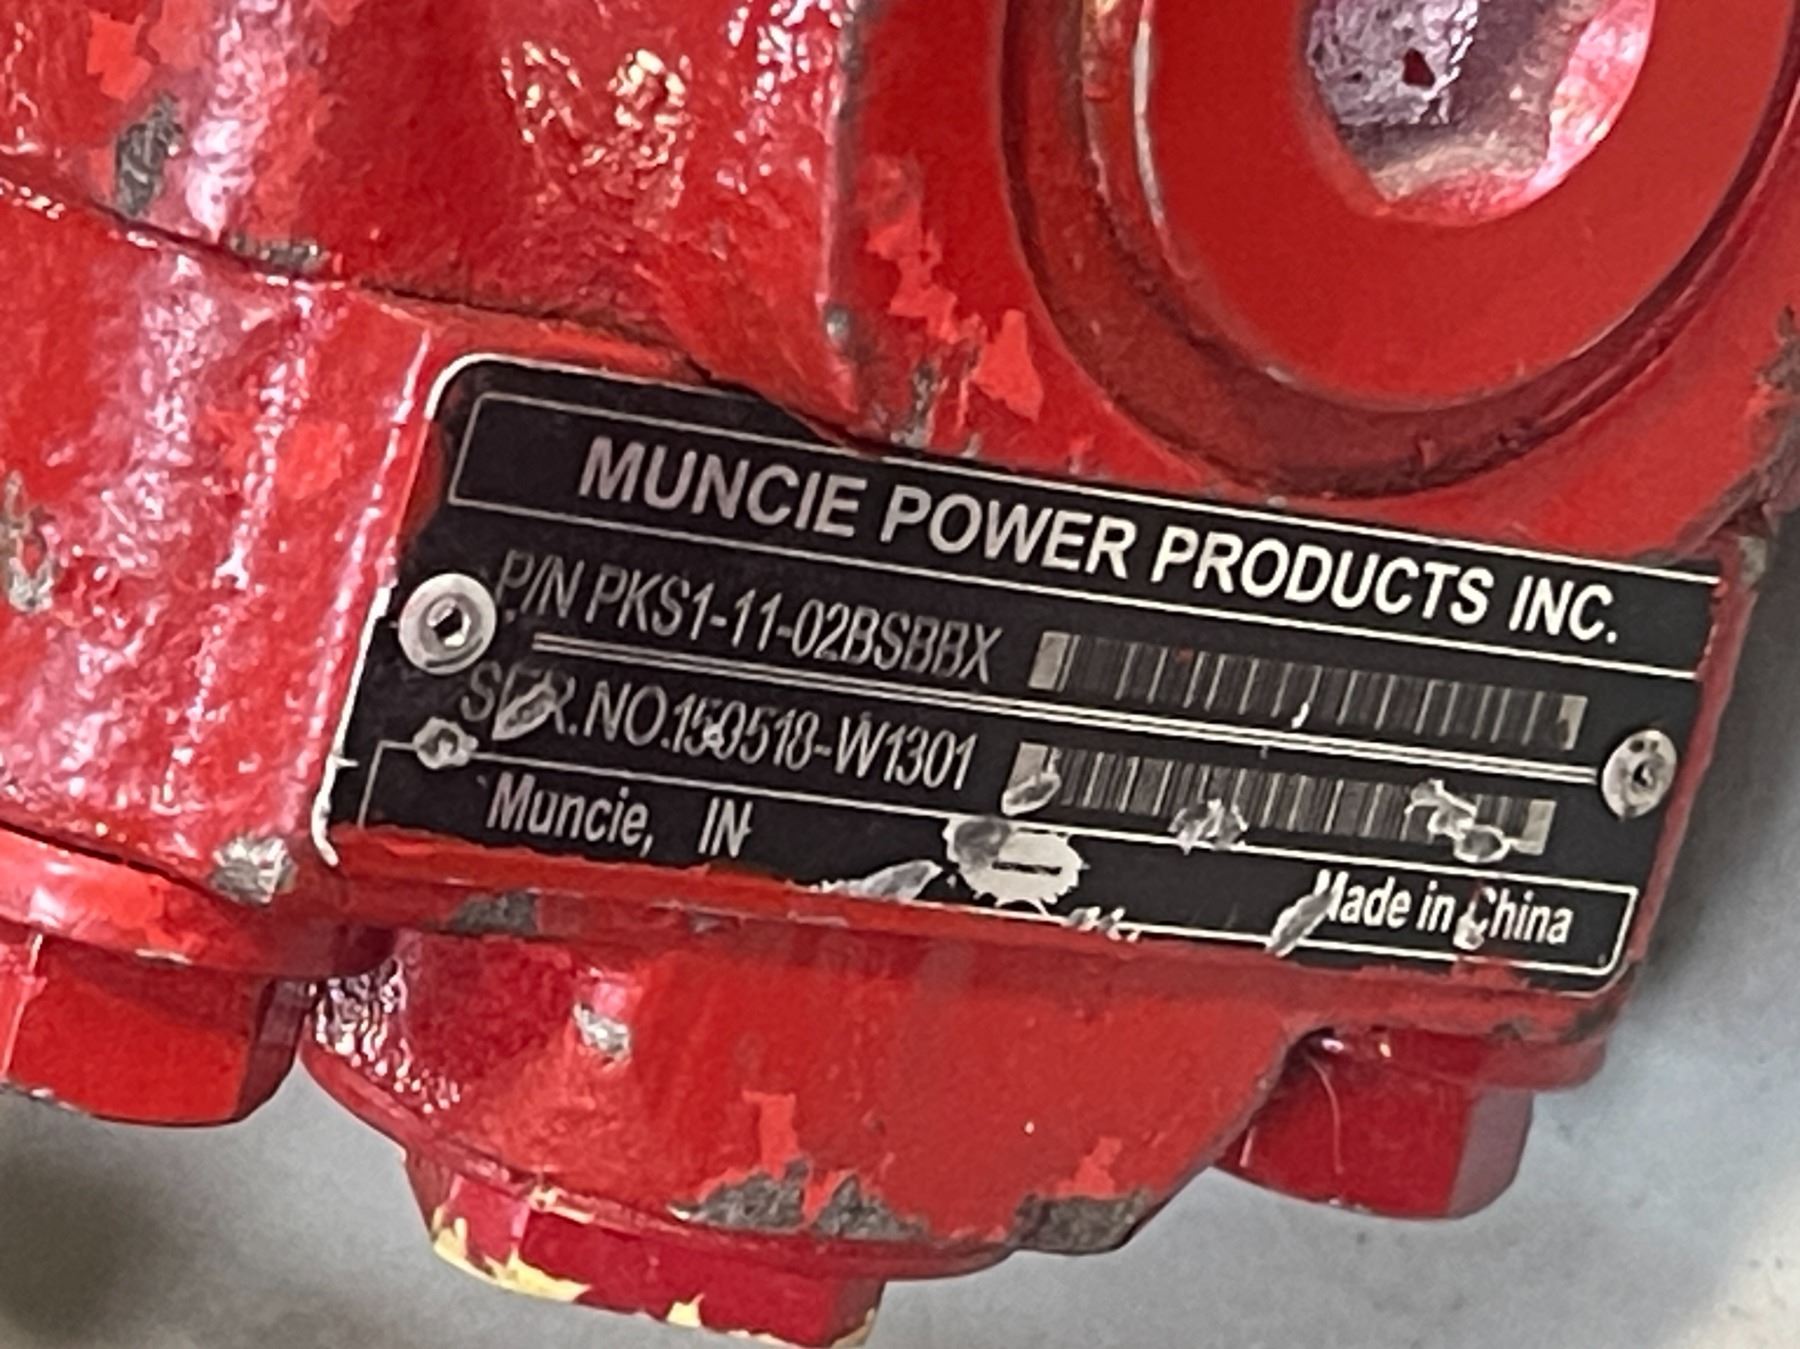 MUNCIE POWER PRODUCTS INC.
P/N PKS1-11-02BSBBX
SER.NO.150518-W1301
Muncie, IN
Made in China